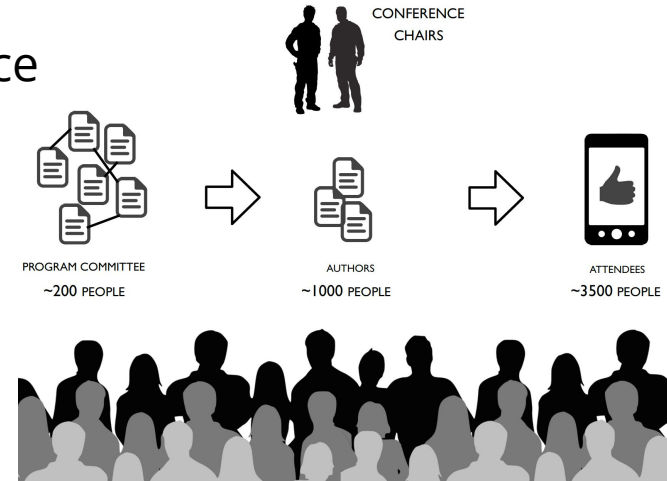 CONFERENCE
CHAIRS
ce
PROGRAM COMMITTEE
~200 PEOPLE
AUTHORS
~1000 PEOPLE
ATTENDEES
~3500 PEOPLE